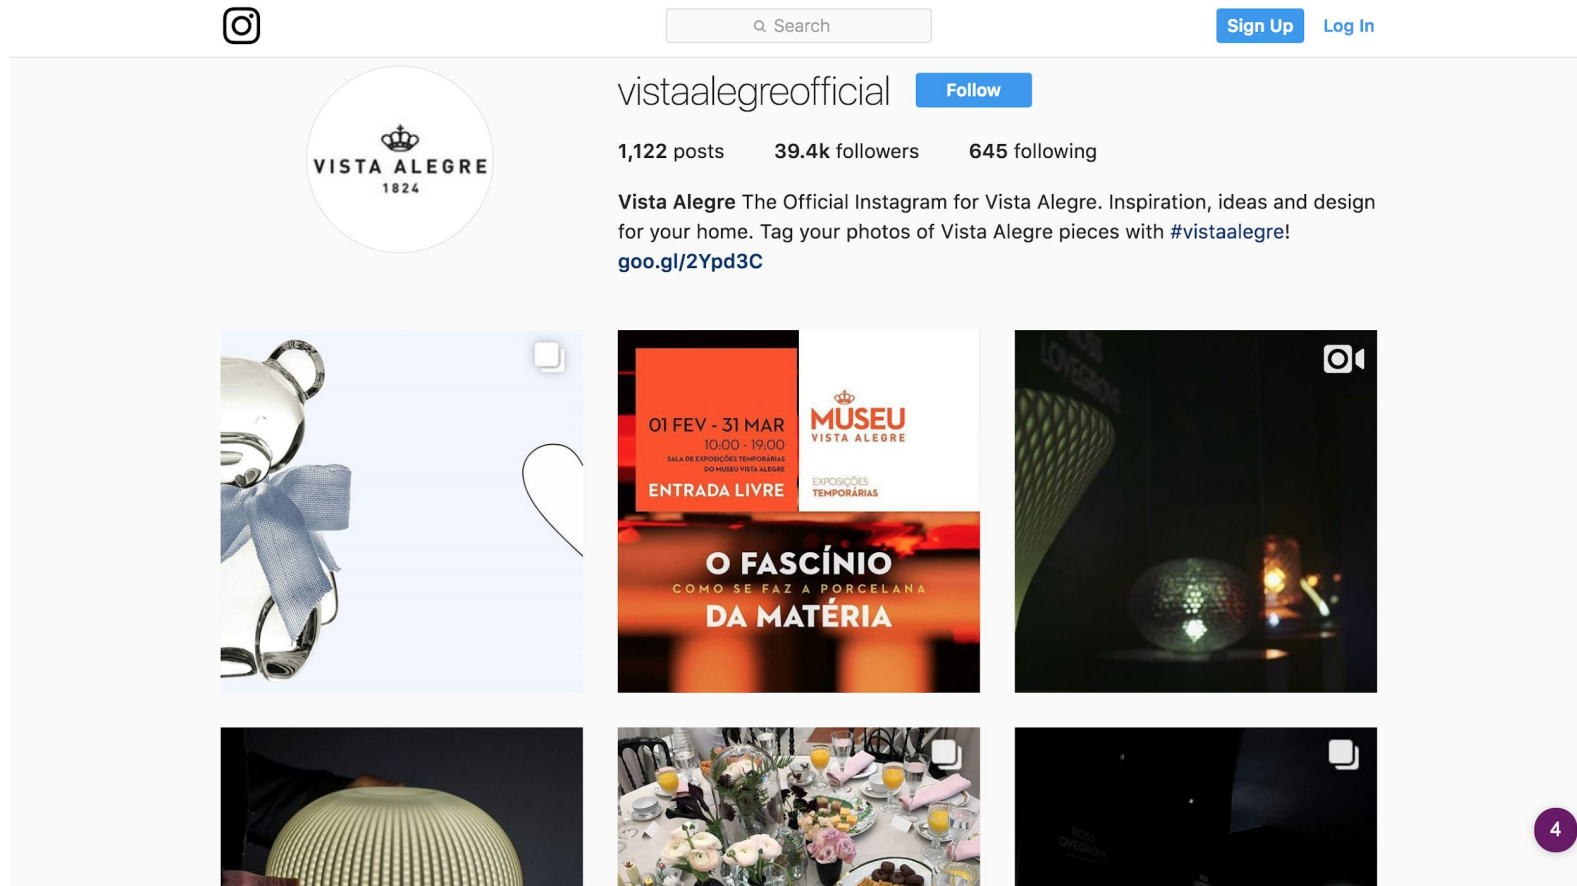 Search
Sign Up
Log In
VISTA ALEGRE
1824
vistaalegreofficial
Follow
1,122 posts 39.4k followers 645 following
Vista Alegre The Official Instagram for Vista Alegre. Inspiration, ideas and design
for your home. Tag your photos of Vista Alegre pieces with #vistaalegre!
goo.gl/2Ypd3C
01 FEV - 31 MAR
10:00 - 19:00
SALA DE EXPOSIÇÕES TEMPORÁRIAS
DO MUSEU VISTA ALEGRE
ENTRADA LIVRE
MUSEU
VISTA ALEGRE
EXPOSIÇÕES
TEMPORÁRIAS
O FASCÍNIO
COMO SE FAZ A PORCELANA
DA MATÉRIA
ROSS
LOVEGROVE
ROSS
OVEGROVE
4